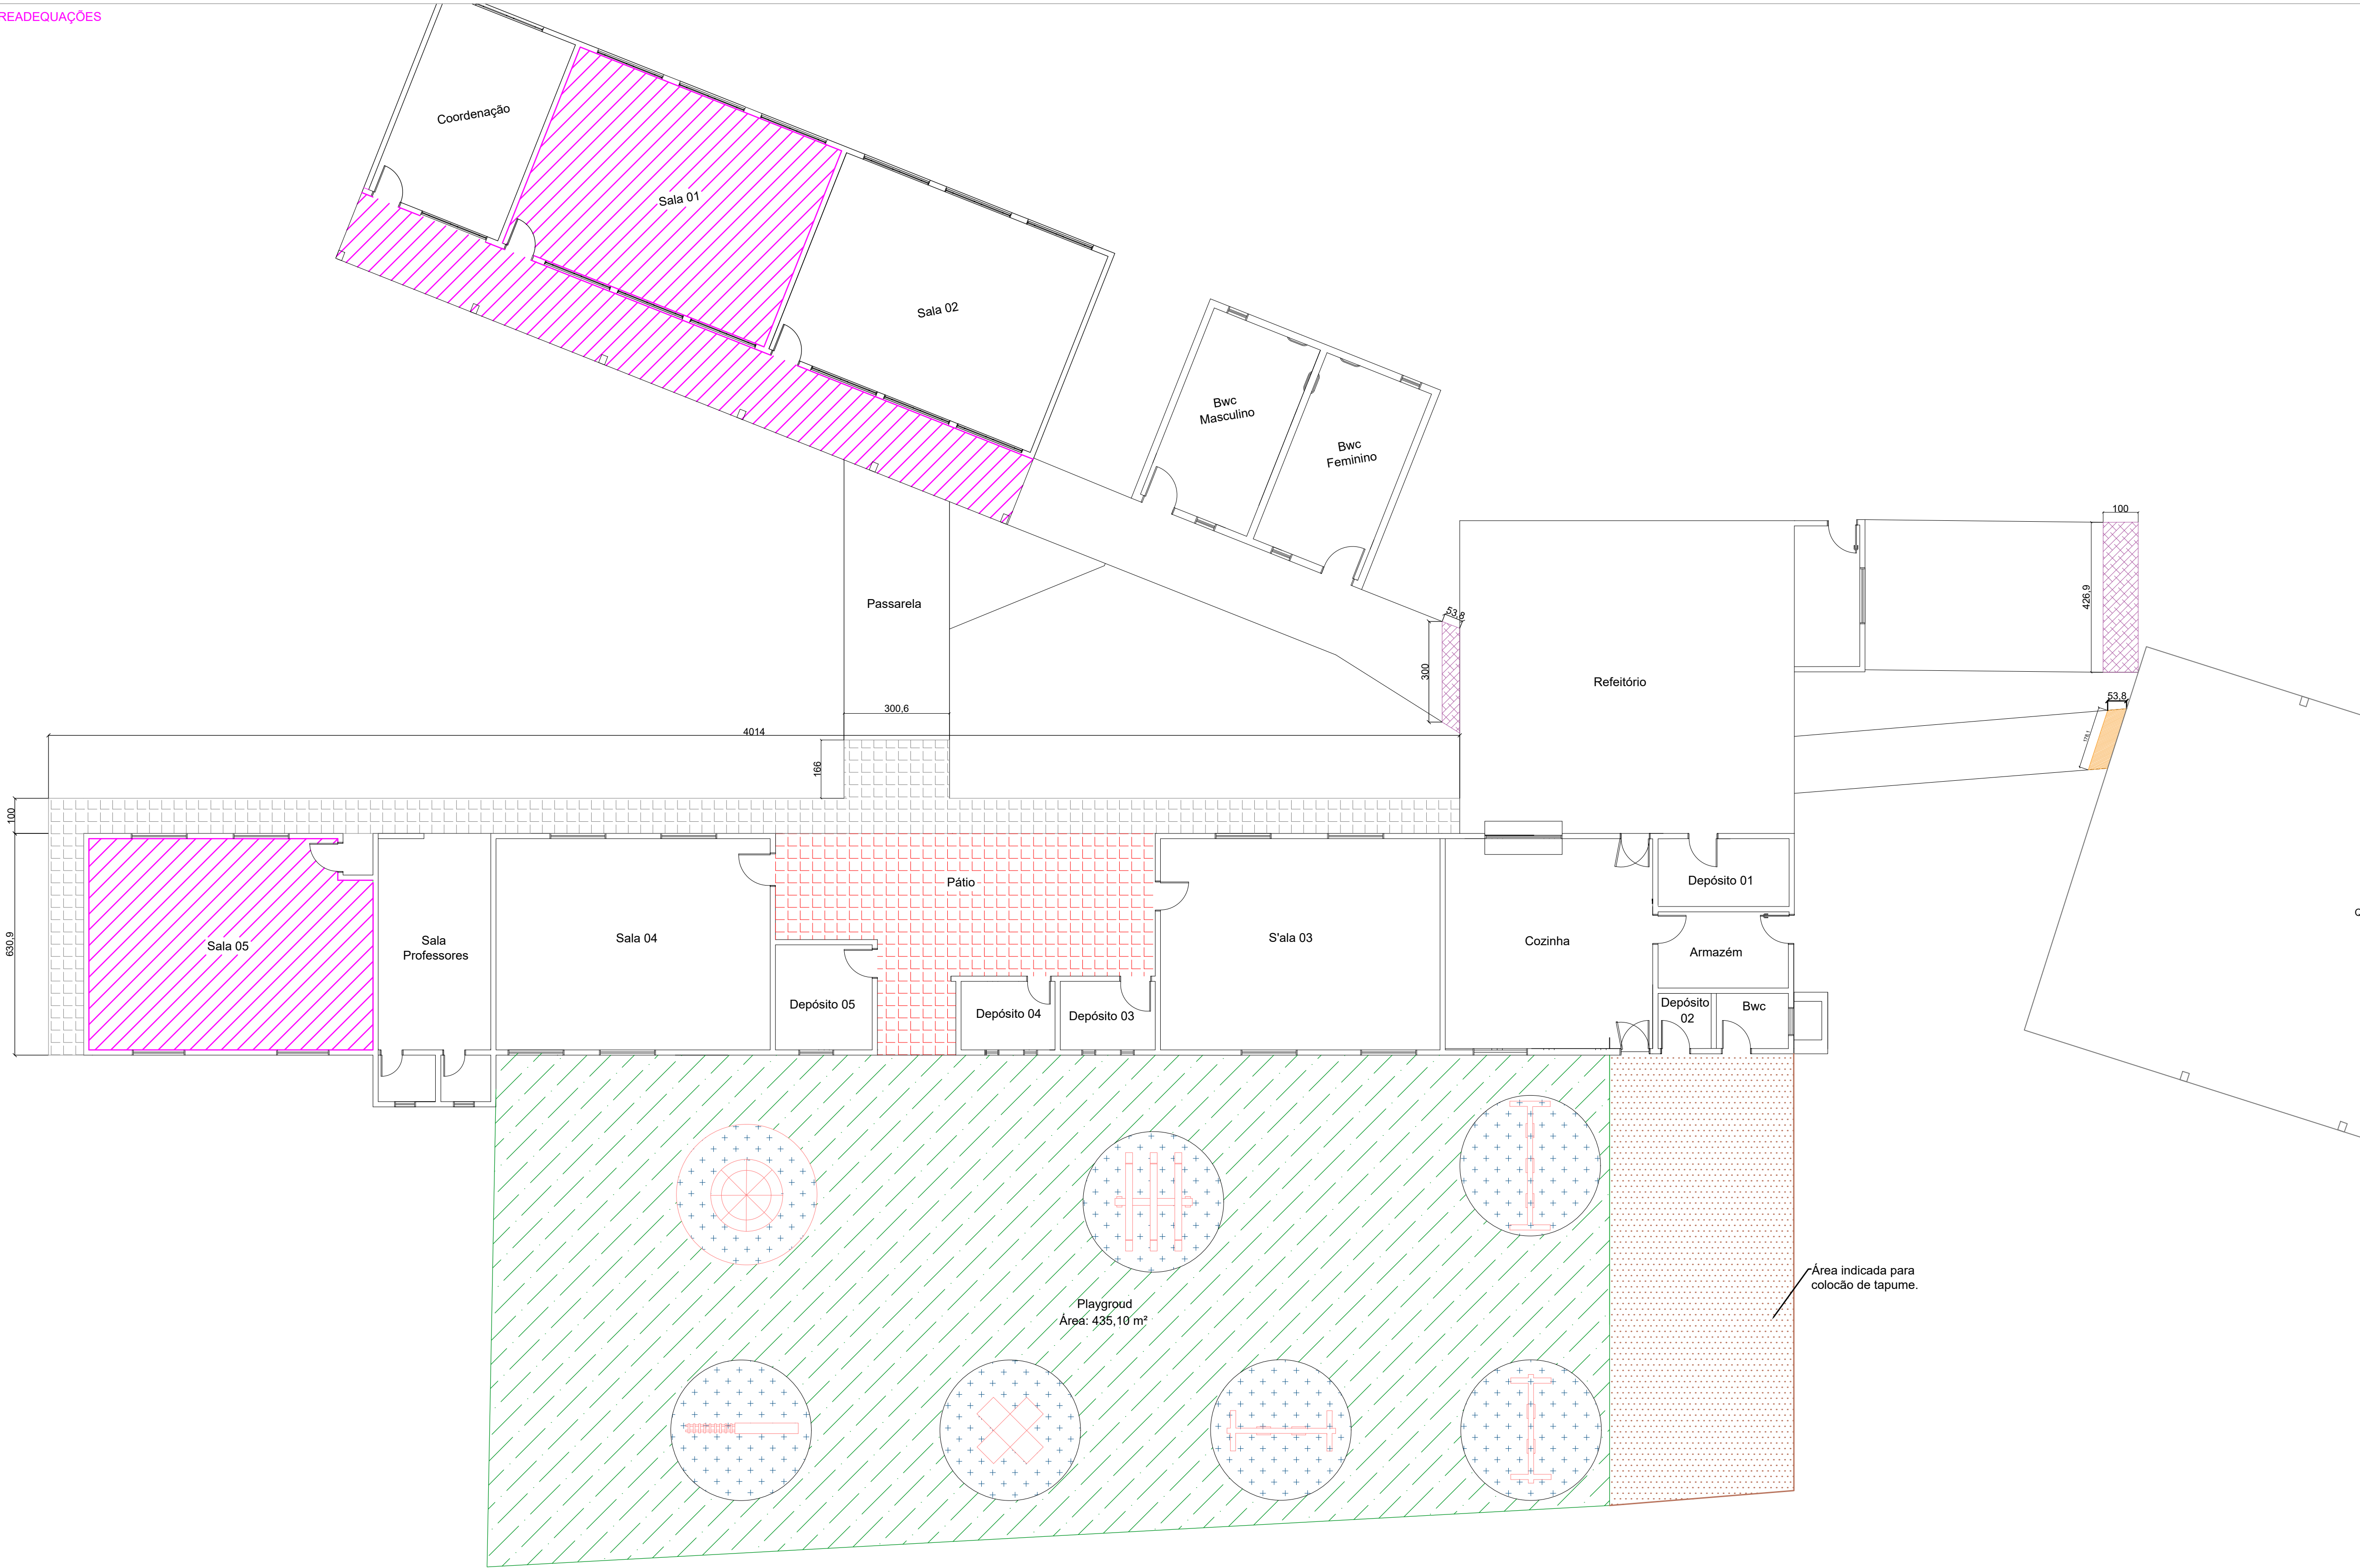 READEQUAÇÕES
Coordenação
Sala 01
Sala 02
Bwc
Masculino
Bwc
Feminino
100
426,9
Passarela
53,8
300
Refeitório
53,8
300,6
4014
166
100
Pátio
Depósito 01
630,9
Sala 05
Sala
Professores
Sala 04
S'ala 03
Cozinha
Armazém
Depósito 05
Depósito 04
Depósito 03
Depósito
02
Bwc
Área indicada para
colocão de tapume.
Playgroud
Área: 435,10 m²